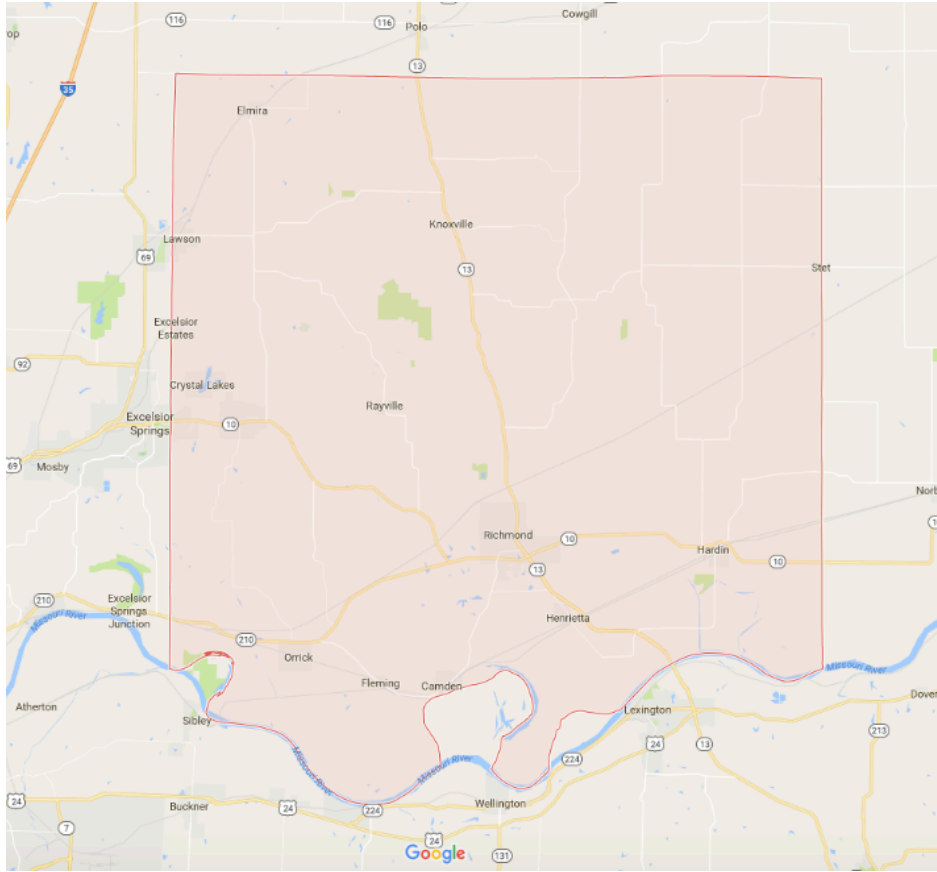 116
116
Cowgill
Polo
op
13
35
Elmira
Knoxville
Lawson
69
13
Stet
Excelsior
Estates
92
Crystal Lakes
Rayville
Excelsior
Springs
10
69
Mosby
Norb
10
Richmond
Hardin
10
13
210
Excelsior
Springs
Junction
Missouri River
Henrietta
210
Orrick
Missouri River
Fleming
Camden
Atherton
Sibley
Lexington
Dover
213
24
13
Missouri River
Missouri River
224
24
Buckner
24
224
Wellington
7
24
Google
131